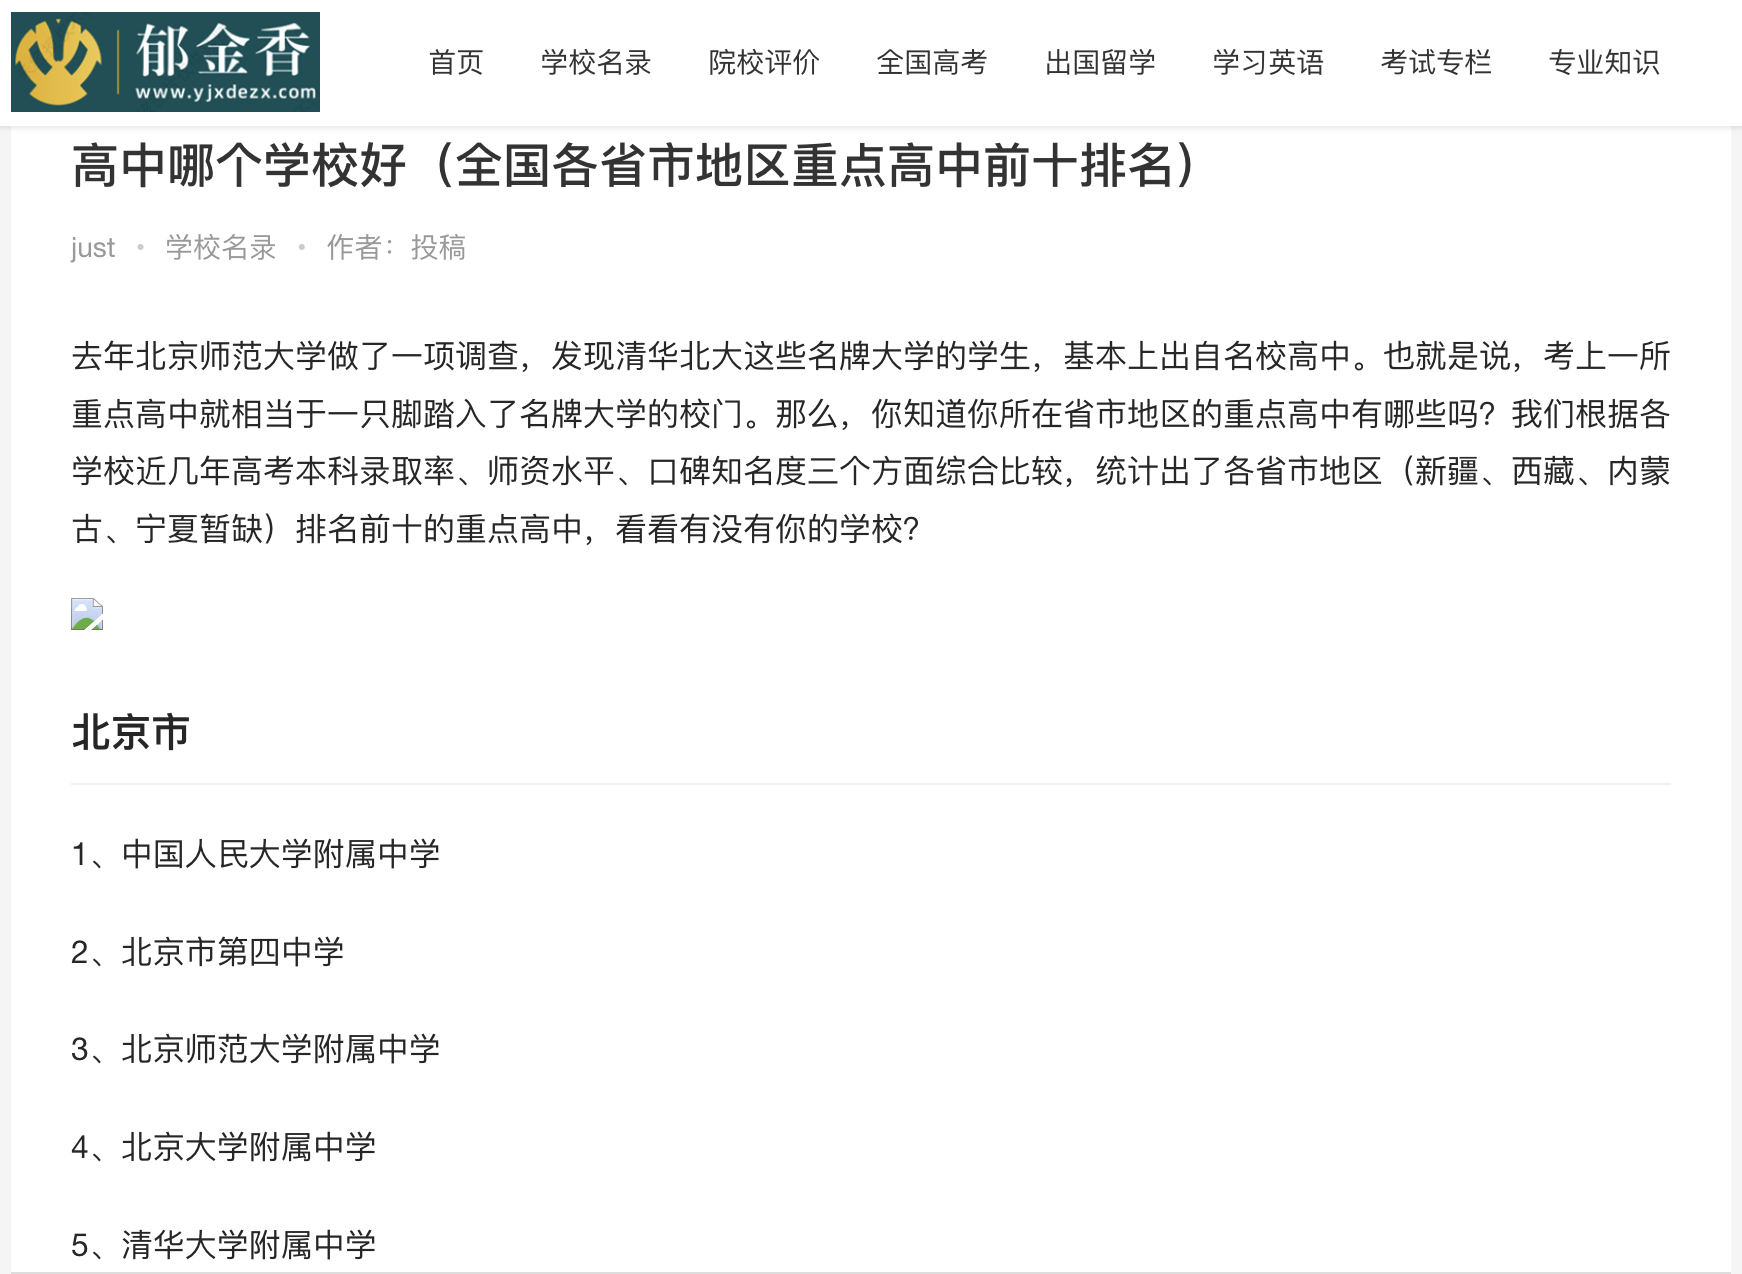 郁金香
www.yjxdezx.com
首页 学校名录 院校评价 全国高考 出国留学 学习英语 考试专栏 专业知识
高中哪个学校好（全国各省市地区重点高中前十排名）
just • 学校名录 • 作者：投稿
去年北京师范大学做了一项调查，发现清华北大这些名牌大学的学生，基本上出自名校高中。也就是说，考上一所
重点高中就相当于一只脚踏入了名牌大学的校门。那么，你知道你所在省市地区的重点高中有哪些吗？我们根据各
学校近几年高考本科录取率、师资水平、口碑知名度三个方面综合比较，统计出了各省市地区（新疆、西藏、内蒙
古、宁夏暂缺）排名前十的重点高中，看看有没有你的学校？
北京市
1、中国人民大学附属中学
2、北京市第四中学
3、北京师范大学附属中学
4、北京大学附属中学
5、清华大学附属中学